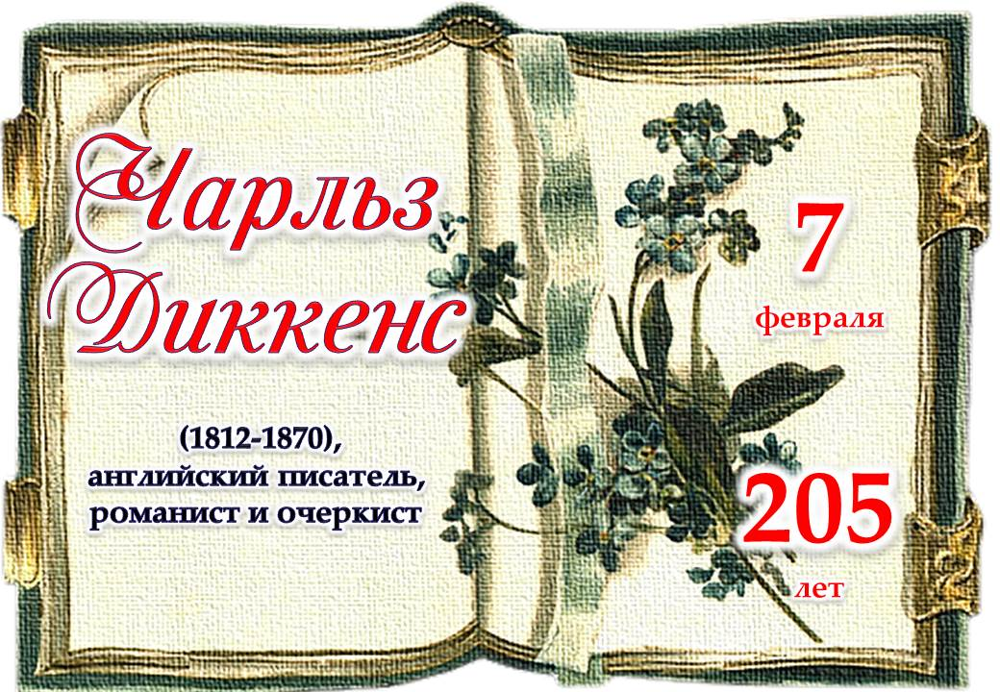 Чарльз
Диккенс
(1812-1870),
английский писатель,
романист и очеркист
7
февраля
205
лет